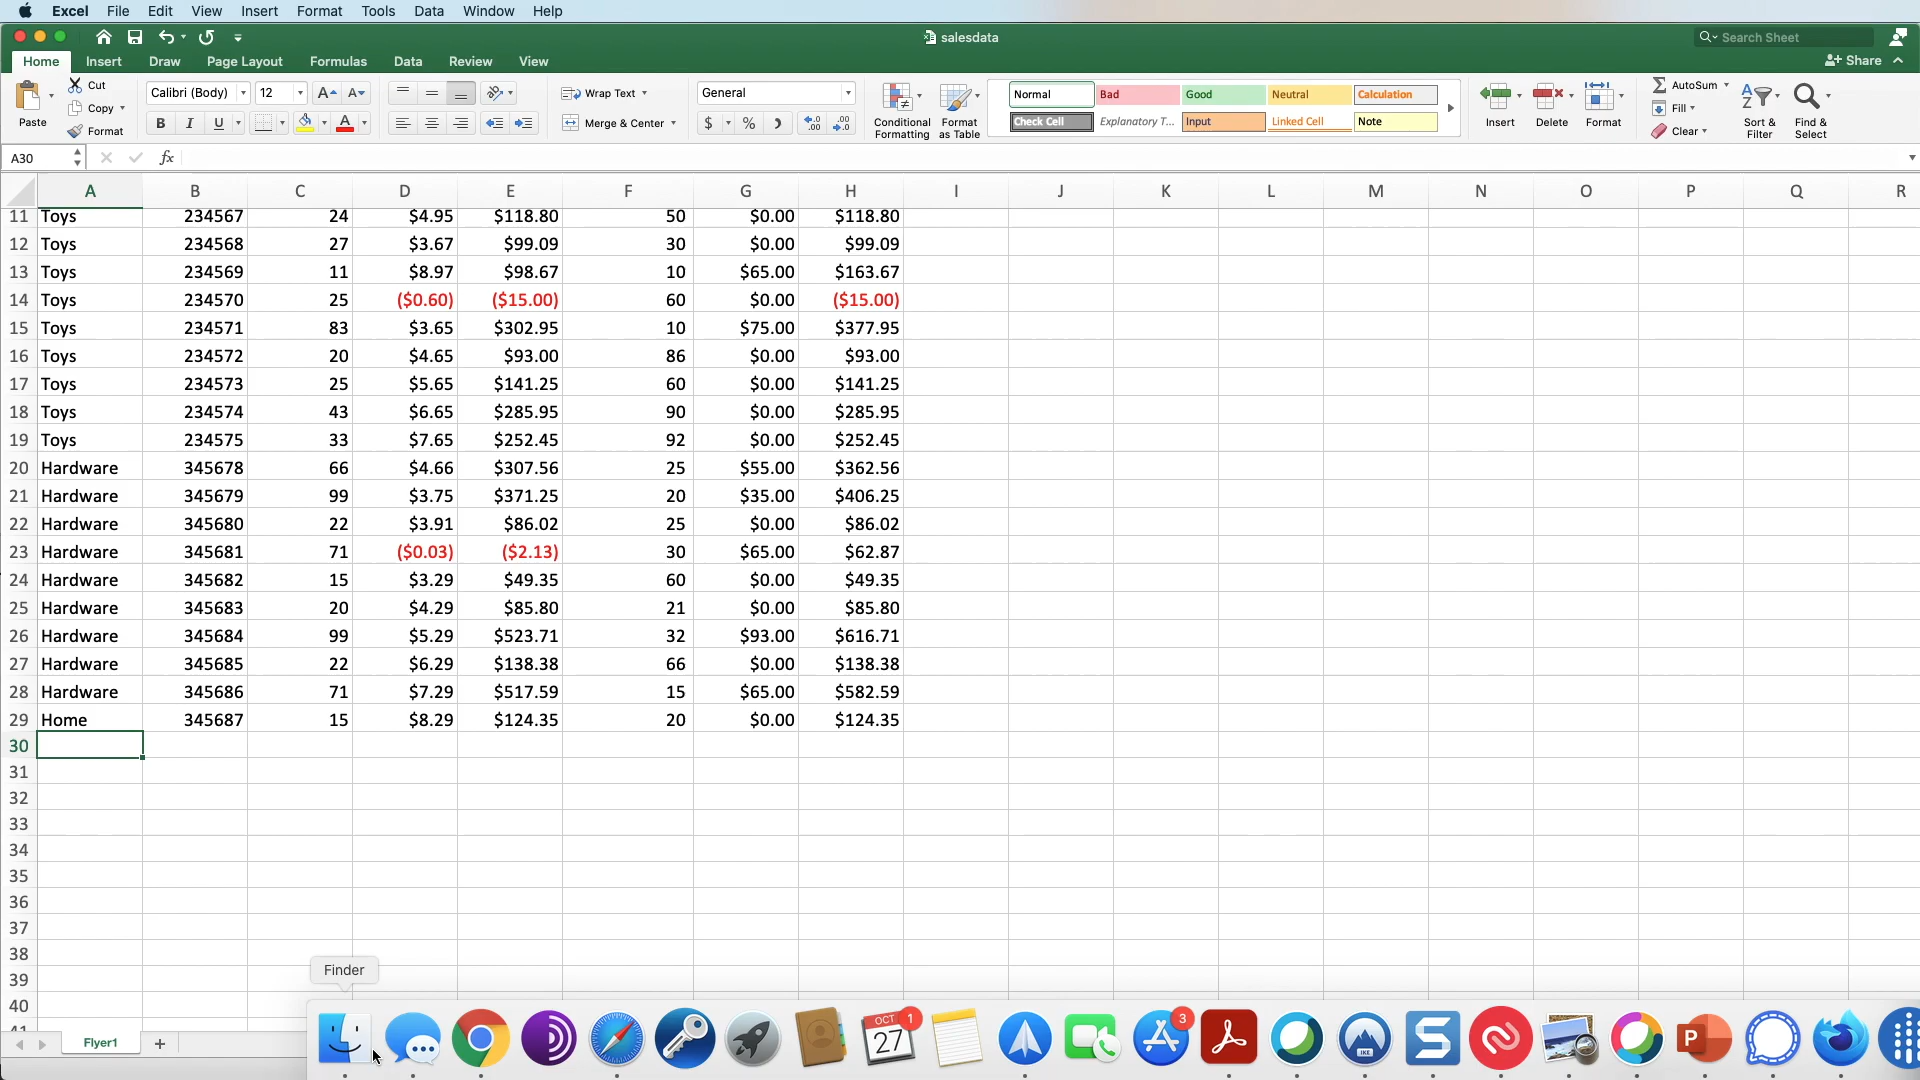 Excel File Edit View Insert Format Tools Data Window Help
salesdata
Search Sheet
Home Insert Draw Page Layout Formulas Data Review View
Share
Paste
Cut
Copy
Format
Calibri (Body) 12
B I U
Wrap Text
Merge & Center
General
$ % )
Conditional Formatting
Format as Table
Normal Bad Good Neutral Calculation
Check Cell Explanatory T... Input Linked Cell Note
Insert Delete Format
AutoSum
Fill
Clear
Sort & Filter
Find & Select
A30 fx
A B C D E F G H I J K L M N O P Q R
11 Toys 234567 24 $4.95 $118.80 50 $0.00 $118.80
12 Toys 234568 27 $3.67 $99.09 30 $0.00 $99.09
13 Toys 234569 11 $8.97 $98.67 10 $65.00 $163.67
14 Toys 234570 25 ($0.60) ($15.00) 60 $0.00 ($15.00)
15 Toys 234571 83 $3.65 $302.95 10 $75.00 $377.95
16 Toys 234572 20 $4.65 $93.00 86 $0.00 $93.00
17 Toys 234573 25 $5.65 $141.25 60 $0.00 $141.25
18 Toys 234574 43 $6.65 $285.95 90 $0.00 $285.95
19 Toys 234575 33 $7.65 $252.45 92 $0.00 $252.45
20 Hardware 345678 66 $4.66 $307.56 25 $55.00 $362.56
21 Hardware 345679 99 $3.75 $371.25 20 $35.00 $406.25
22 Hardware 345680 22 $3.91 $86.02 25 $0.00 $86.02
23 Hardware 345681 71 ($0.03) ($2.13) 30 $65.00 $62.87
24 Hardware 345682 15 $3.29 $49.35 60 $0.00 $49.35
25 Hardware 345683 20 $4.29 $85.80 21 $0.00 $85.80
26 Hardware 345684 99 $5.29 $523.71 32 $93.00 $616.71
27 Hardware 345685 22 $6.29 $138.38 66 $0.00 $138.38
28 Hardware 345686 71 $7.29 $517.59 15 $65.00 $582.59
29 Home 345687 15 $8.29 $124.35 20 $0.00 $124.35
30
31
32
33
34
35
36
37
38
39
40
41
Finder
Flyer1 +
OCT 27 1
3
IKE
S
P